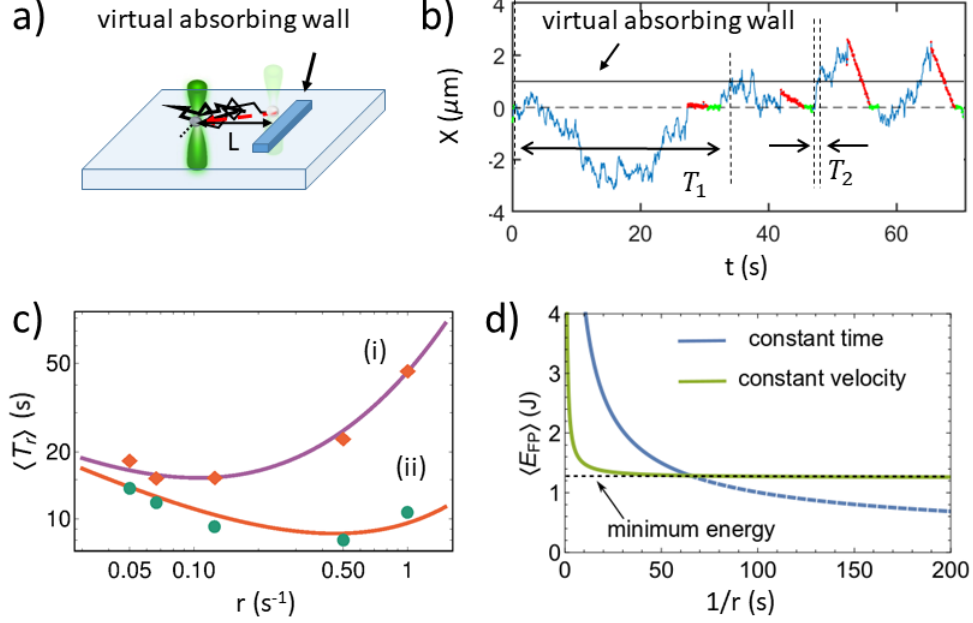 a)
virtual absorbing wall
L
b)
virtual absorbing wall
X (μm)
4
2
0
-2
-4
T₁
T₂
0
20
40
60
t (s)
c)
⟨Tᵣ⟩ (s)
50
20
10
(i)
(ii)
0.05
0.10
0.50
1
r (s⁻¹)
d)
⟨E_FP⟩ (J)
4
3
2
1
0
constant time
constant velocity
minimum energy
0
50
100
150
200
1/r (s)